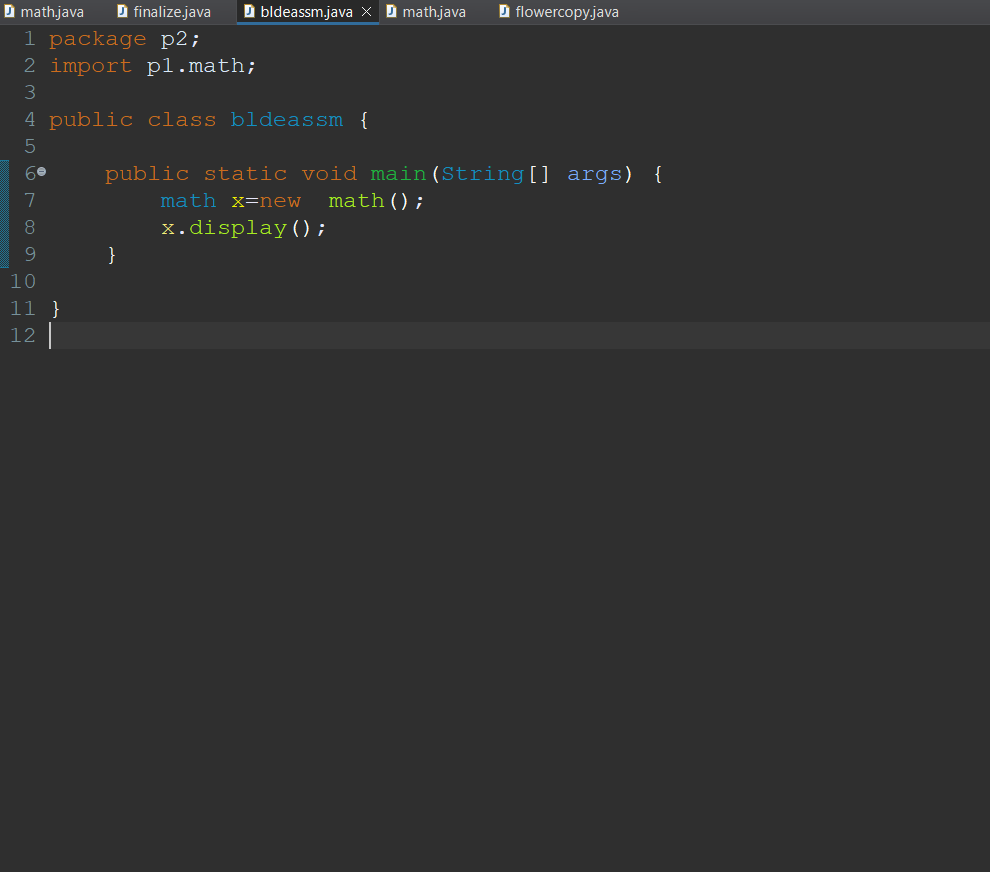 math.java finalize.java bldeassm.java math.java flowercopy.java
1 package p2;
2 import p1.math;
3
4 public class bldeassm {
5
6 public static void main(String[] args) {
7 math x=new  math();
8 x.display();
9 }
10
11 }
12